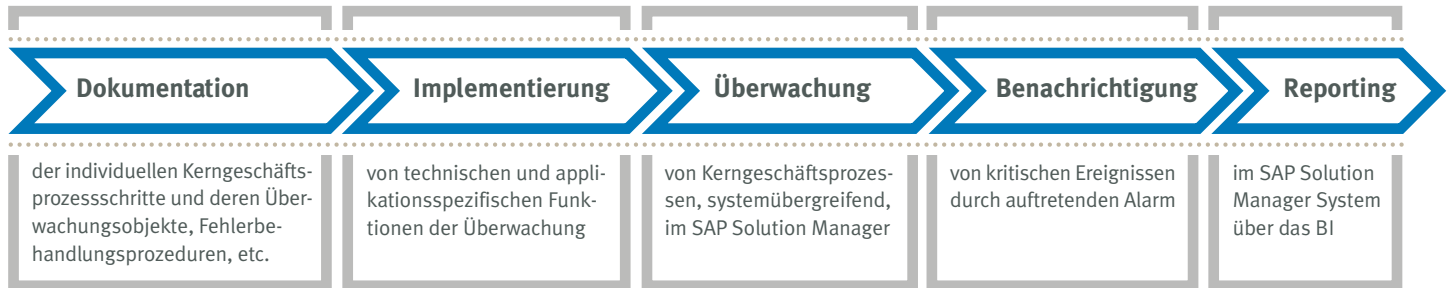 Dokumentation
der individuellen Kerngeschäfts-
prozessschritte und deren Über-
wachungsobjekte, Fehlerbe-
handlungsprozeduren, etc.
Implementierung
von technischen und appli-
kationsspezifischen Funk-
tionen der Überwachung
Überwachung
von Kerngeschäftsprozes-
sen, systemübergreifend,
im SAP Solution Manager
Benachrichtigung
von kritischen Ereignissen
durch auftretenden Alarm
Reporting
im SAP Solution
Manager System
über das BI